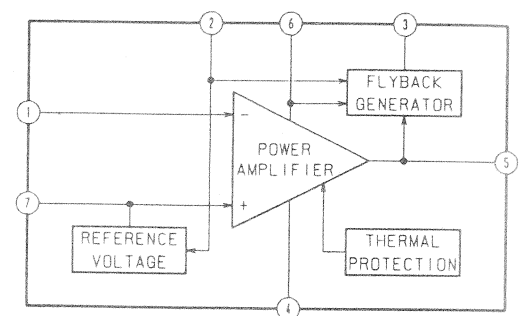 2 6 3
FLYBACK
GENERATOR
1
−
POWER
AMPLIFIER
5
7
+
REFERENCE
VOLTAGE
THERMAL
PROTECTION
4